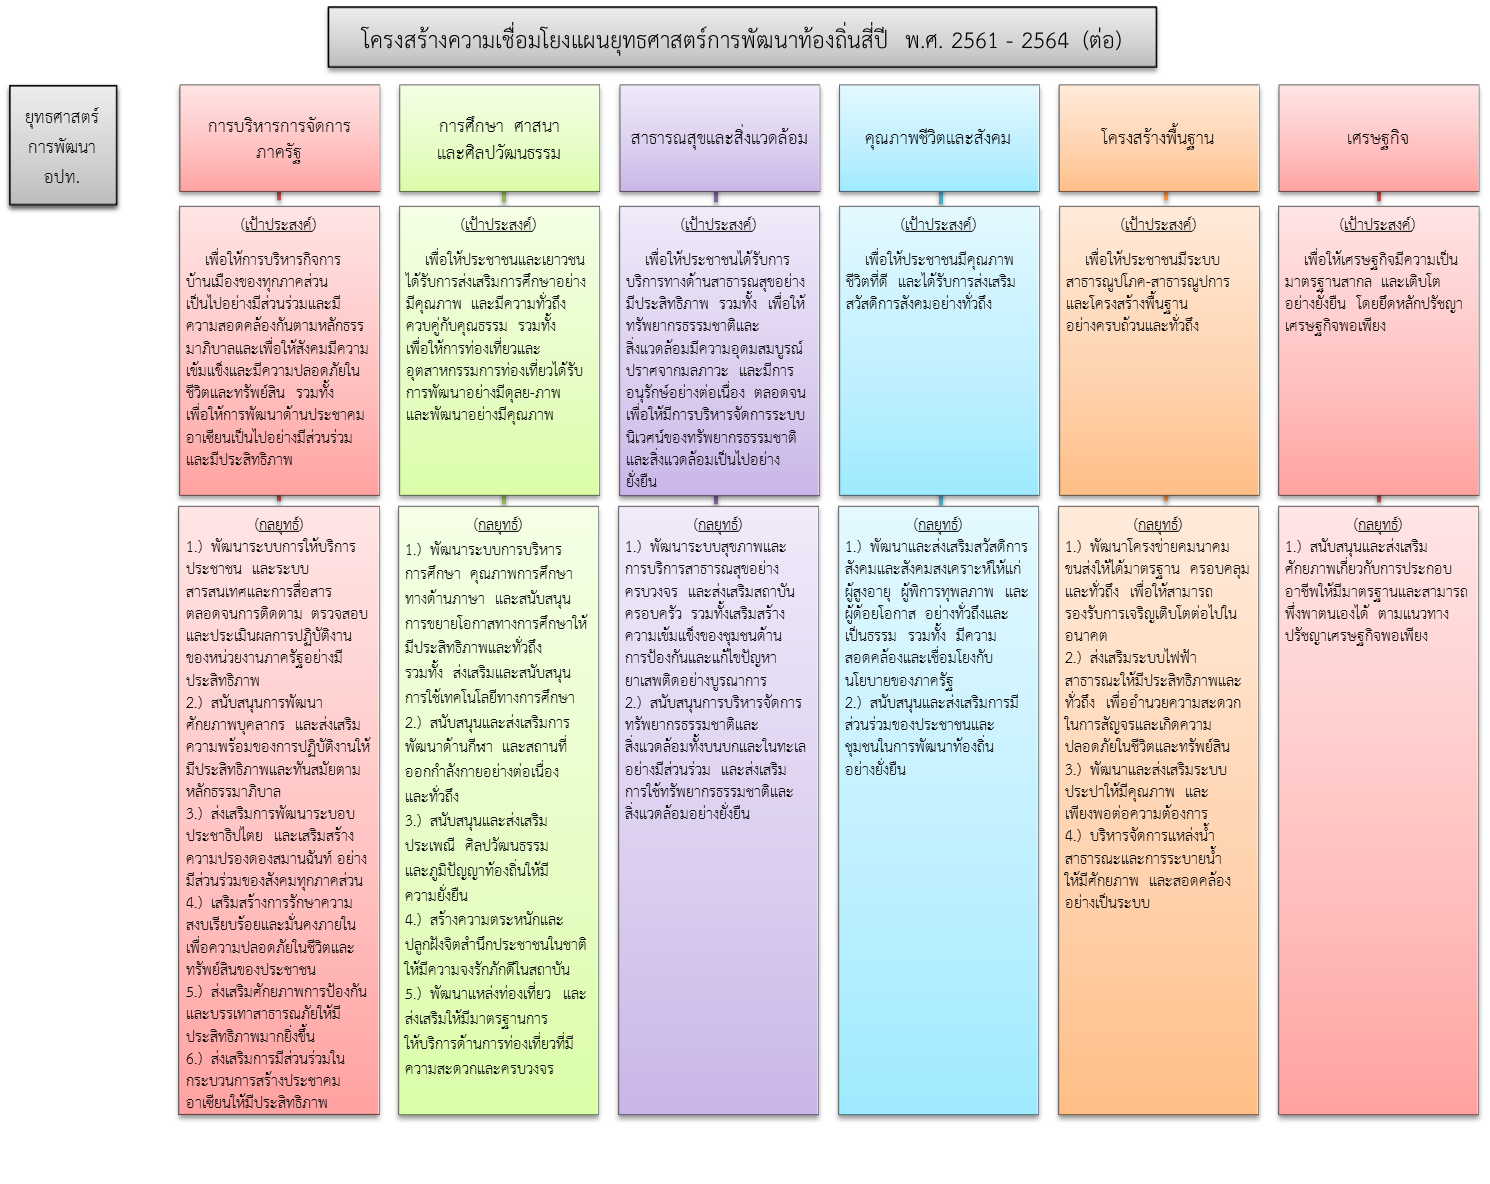 โครงสร้างความเชื่อมโยงแผนยุทธศาสตร์การพัฒนาท้องถิ่นสี่ปี พ.ศ. 2561 - 2564 (ต่อ)
ยุทธศาสตร์
การพัฒนา
อปท.
การบริหารการจัดการ
ภาครัฐ
(เป้าประสงค์)
เพื่อให้การบริหารกิจการ
บ้านเมืองของทุกภาคส่วน
เป็นไปอย่างมีส่วนร่วมและมี
ความสอดคล้องกันตามหลักธรร
มาภิบาลและเพื่อให้สังคมมีความ
เข้มแข็งและมีความปลอดภัยใน
ชีวิตและทรัพย์สิน รวมทั้ง
เพื่อให้การพัฒนาด้านประชาคม
อาเซียนเป็นไปอย่างมีส่วนร่วม
และมีประสิทธิภาพ
(กลยุทธ์)
1.) พัฒนาระบบการให้บริการ
ประชาชน และระบบ
สารสนเทศและการสื่อสาร
ตลอดจนการติดตาม ตรวจสอบ
และประเมินผลการปฏิบัติงาน
ของหน่วยงานภาครัฐอย่างมี
ประสิทธิภาพ
2.) สนับสนุนการพัฒนา
ศักยภาพบุคลากร และส่งเสริม
ความพร้อมของการปฏิบัติงานให้
มีประสิทธิภาพและทันสมัยตาม
หลักธรรมาภิบาล
3.) ส่งเสริมการพัฒนาระบอบ
ประชาธิปไตย และเสริมสร้าง
ความปรองดองสมานฉันท์ อย่าง
มีส่วนร่วมของสังคมทุกภาคส่วน
4.) เสริมสร้างการรักษาความ
สงบเรียบร้อยและมั่นคงภายใน
เพื่อความปลอดภัยในชีวิตและ
ทรัพย์สินของประชาชน
5.) ส่งเสริมศักยภาพการป้องกัน
และบรรเทาสาธารณภัยให้มี
ประสิทธิภาพมากยิ่งขึ้น
6.) ส่งเสริมการมีส่วนร่วมใน
กระบวนการสร้างประชาคม
อาเซียนให้มีประสิทธิภาพ
การศึกษา ศาสนา
และศิลปวัฒนธรรม
(เป้าประสงค์)
เพื่อให้ประชาชนและเยาวชน
ได้รับการส่งเสริมการศึกษาอย่าง
มีคุณภาพ และมีความทั่วถึง
ควบคู่กับคุณธรรม รวมทั้ง
เพื่อให้การท่องเที่ยวและ
อุตสาหกรรมการท่องเที่ยวได้รับ
การพัฒนาอย่างมีดุลย-ภาพ
และพัฒนาอย่างมีคุณภาพ
(กลยุทธ์)
1.) พัฒนาระบบการบริหาร
การศึกษา คุณภาพการศึกษา
ทางด้านภาษา และสนับสนุน
การขยายโอกาสทางการศึกษาให้
มีประสิทธิภาพและทั่วถึง
รวมทั้ง ส่งเสริมและสนับสนุน
การใช้เทคโนโลยีทางการศึกษา
2.) สนับสนุนและส่งเสริมการ
พัฒนาด้านกีฬา และสถานที่
ออกกำลังกายอย่างต่อเนื่อง
และทั่วถึง
3.) สนับสนุนและส่งเสริม
ประเพณี ศิลปวัฒนธรรม
และภูมิปัญญาท้องถิ่นให้มี
ความยั่งยืน
4.) สร้างความตระหนักและ
ปลูกฝังจิตสำนึกประชาชนในชาติ
ให้มีความจงรักภักดีในสถาบัน
5.) พัฒนาแหล่งท่องเที่ยว และ
ส่งเสริมให้มีมาตรฐานการ
ให้บริการด้านการท่องเที่ยวที่มี
ความสะดวกและครบวงจร
สาธารณสุขและสิ่งแวดล้อม
(เป้าประสงค์)
เพื่อให้ประชาชนได้รับการ
บริการทางด้านสาธารณสุขอย่าง
มีประสิทธิภาพ รวมทั้ง เพื่อให้
ทรัพยากรธรรมชาติและ
สิ่งแวดล้อมมีความอุดมสมบูรณ์
ปราศจากมลภาวะ และมีการ
อนุรักษ์อย่างต่อเนื่อง ตลอดจน
เพื่อให้มีการบริหารจัดการระบบ
นิเวศน์ของทรัพยากรธรรมชาติ
และสิ่งแวดล้อมเป็นไปอย่าง
ยั่งยืน
(กลยุทธ์)
1.) พัฒนาระบบสุขภาพและ
การบริการสาธารณสุขอย่าง
ครบวงจร และส่งเสริมสถาบัน
ครอบครัว รวมทั้งเสริมสร้าง
ความเข้มแข็งของชุมชนด้าน
การป้องกันและแก้ไขปัญหา
ยาเสพติดอย่างบูรณาการ
2.) สนับสนุนการบริหารจัดการ
ทรัพยากรธรรมชาติและ
สิ่งแวดล้อมทั้งบนบกและในทะเล
อย่างมีส่วนร่วม และส่งเสริม
การใช้ทรัพยากรธรรมชาติและ
สิ่งแวดล้อมอย่างยั่งยืน
คุณภาพชีวิตและสังคม
(เป้าประสงค์)
เพื่อให้ประชาชนมีคุณภาพ
ชีวิตที่ดี และได้รับการส่งเสริม
สวัสดิการสังคมอย่างทั่วถึง
(กลยุทธ์)
1.) พัฒนาและส่งเสริมสวัสดิการ
สังคมและสังคมสงเคราะห์ให้แก่
ผู้สูงอายุ ผู้พิการทุพลภาพ และ
ผู้ด้อยโอกาส อย่างทั่วถึงและ
เป็นธรรม รวมทั้ง มีความ
สอดคล้องและเชื่อมโยงกับ
นโยบายของภาครัฐ
2.) สนับสนุนและส่งเสริมการมี
ส่วนร่วมของประชาชนและ
ชุมชนในการพัฒนาท้องถิ่น
อย่างยั่งยืน
โครงสร้างพื้นฐาน
(เป้าประสงค์)
เพื่อให้ประชาชนมีระบบ
สาธารณูปโภค-สาธารณูปการ
และโครงสร้างพื้นฐาน
อย่างครบถ้วนและทั่วถึง
(กลยุทธ์)
1.) พัฒนาโครงข่ายคมนาคม
ขนส่งให้ได้มาตรฐาน ครอบคลุม
และทั่วถึง เพื่อให้สามารถ
รองรับการเจริญเติบโตต่อไปใน
อนาคต
2.) ส่งเสริมระบบไฟฟ้า
สาธารณะให้มีประสิทธิภาพและ
ทั่วถึง เพื่ออำนวยความสะดวก
ในการสัญจรและเกิดความ
ปลอดภัยในชีวิตและทรัพย์สิน
3.) พัฒนาและส่งเสริมระบบ
ประปาให้มีคุณภาพ และ
เพียงพอต่อความต้องการ
4.) บริหารจัดการแหล่งน้ำ
สาธารณะและการระบายน้ำ
ให้มีศักยภาพ และสอดคล้อง
อย่างเป็นระบบ
เศรษฐกิจ
(เป้าประสงค์)
เพื่อให้เศรษฐกิจมีความเป็น
มาตรฐานสากล และเติบโต
อย่างยั่งยืน โดยยึดหลักปรัชญา
เศรษฐกิจพอเพียง
(กลยุทธ์)
1.) สนับสนุนและส่งเสริม
ศักยภาพเกี่ยวกับการประกอบ
อาชีพให้มีมาตรฐานและสามารถ
พึ่งพาตนเองได้ ตามแนวทาง
ปรัชญาเศรษฐกิจพอเพียง